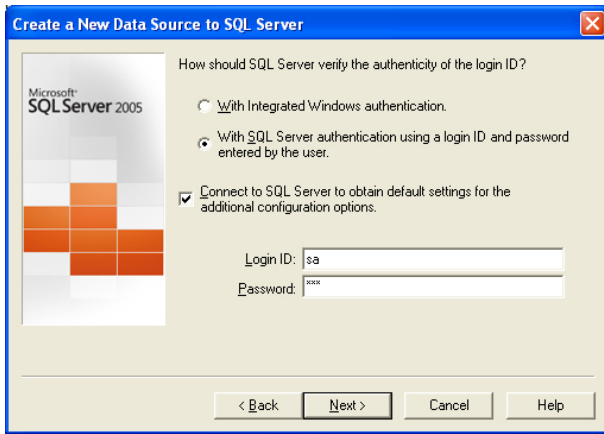 Create a New Data Source to SQL Server
Microsoft
SQL Server 2005
How should SQL Server verify the authenticity of the login ID?
With Integrated Windows authentication.
With SQL Server authentication using a login ID and password
entered by the user.
Connect to SQL Server to obtain default settings for the
additional configuration options.
Login ID: sa
Password: ***
< Back Next > Cancel Help